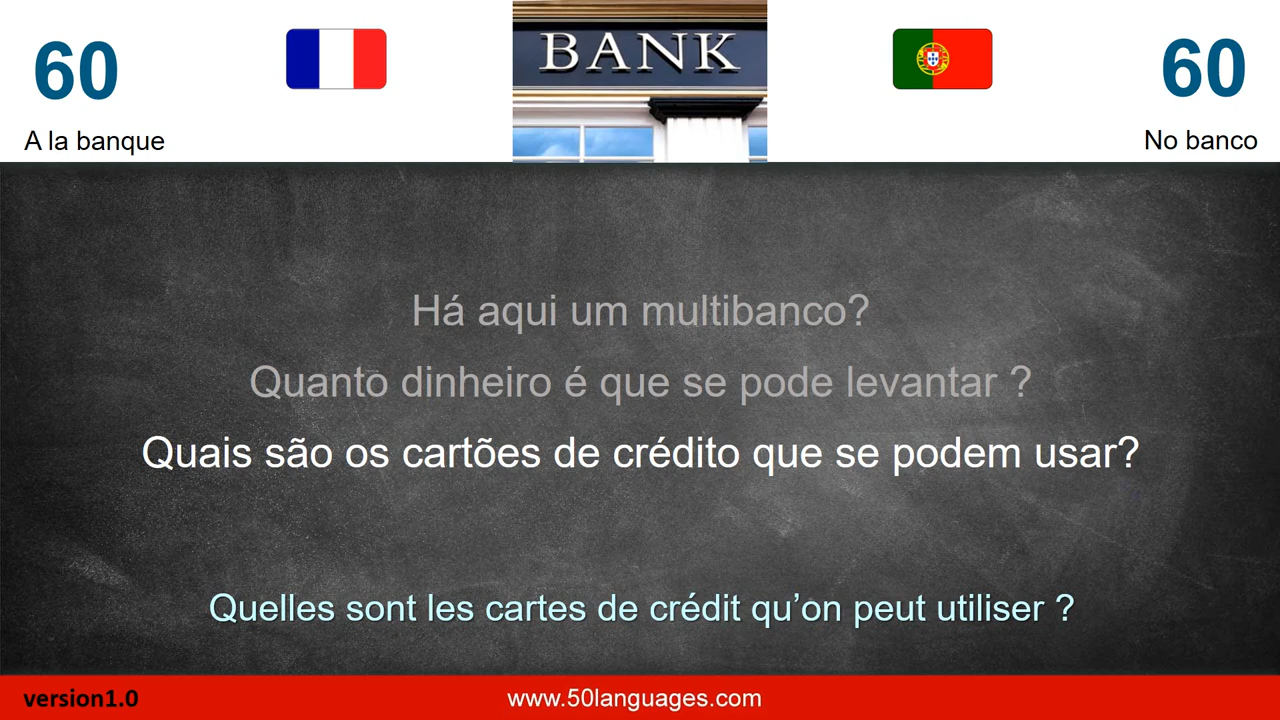 60
BANK
60
A la banque
No banco
Há aqui um multibanco?
Quanto dinheiro é que se pode levantar ?
Quais são os cartões de crédito que se podem usar?
Quelles sont les cartes de crédit qu’on peut utiliser ?
version1.0
www.50languages.com